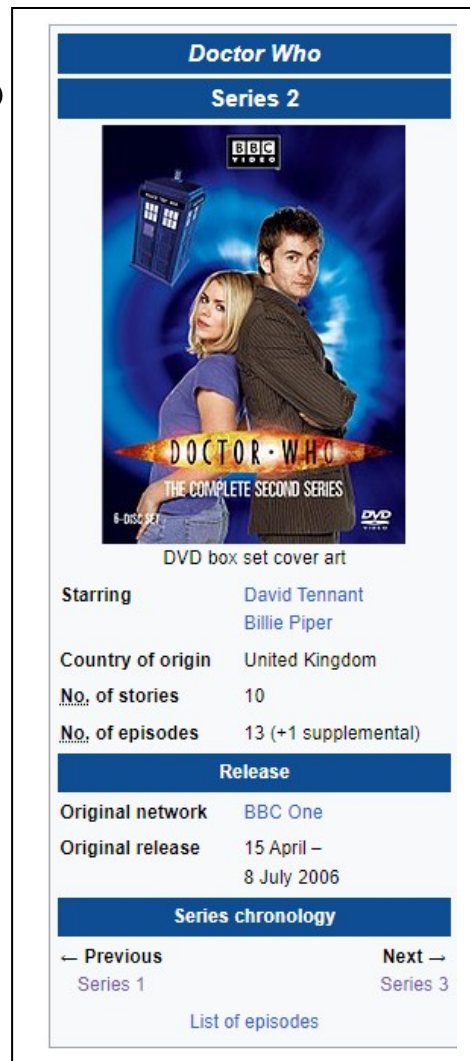 Doctor Who
Series 2
BBC
VIDEO
POLICE BOX
DOCTOR·WHO
THE COMPLETE SECOND SERIES
6-DISC SET
DVD
VIDEO
DVD box set cover art
Starring David Tennant
Billie Piper
Country of origin United Kingdom
No. of stories 10
No. of episodes 13 (+1 supplemental)
Release
Original network BBC One
Original release 15 April –
8 July 2006
Series chronology
← Previous Next →
Series 1 Series 3
List of episodes